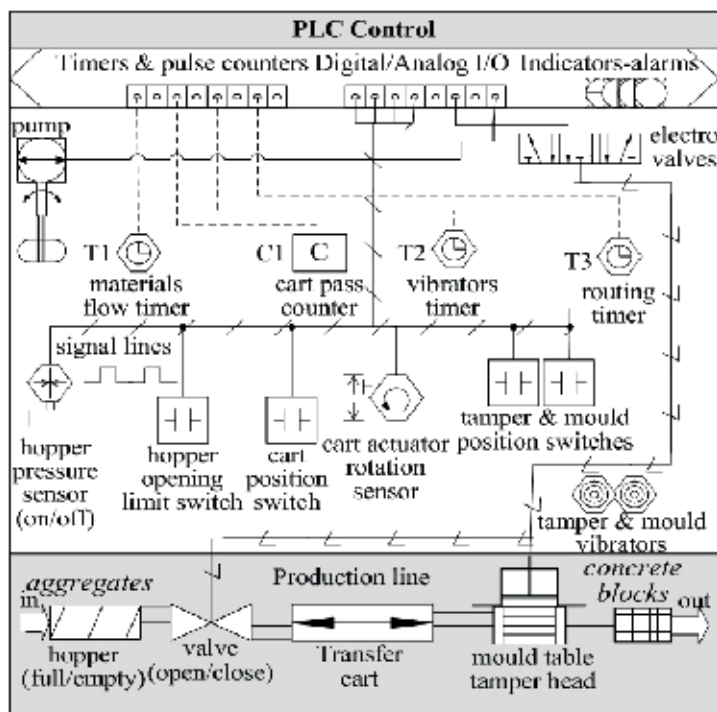 PLC Control
Timers & pulse counters Digital/Analog I/O Indicators-alarms
pump
electro
valves
T1
C1
C
T2
T3
materials
flow timer
cart pass
counter
vibrators
timer
routing
timer
signal lines
hopper
pressure
sensor
(on/off)
hopper
opening
limit switch
cart
position
switch
cart actuator
rotation
sensor
tamper & mould
position switches
tamper & mould
vibrators
aggregates
Production line
concrete
blocks
in
out
hopper
(full/empty)
valve
(open/close)
Transfer
cart
mould table
tamper head